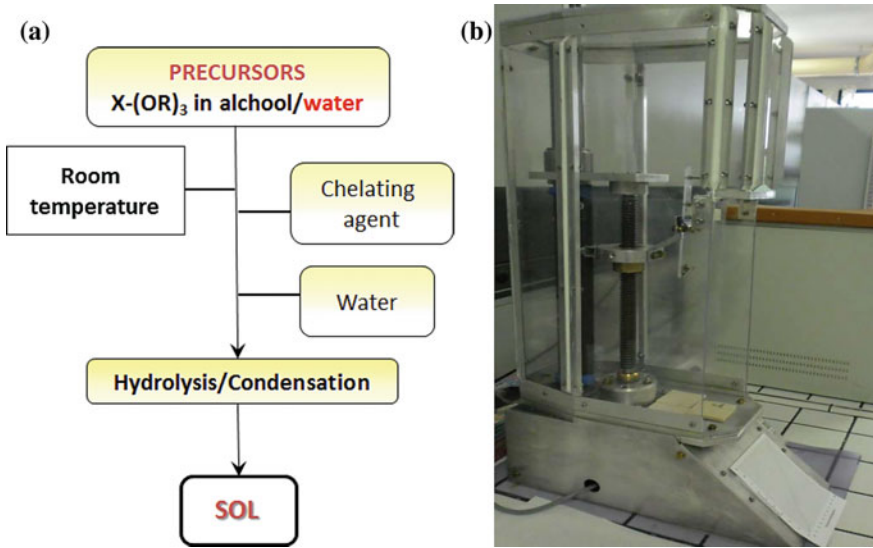 (a)
PRECURSORS
X-(OR)₃ in alchool/water
Room
temperature
Chelating
agent
Water
Hydrolysis/Condensation
SOL
(b)